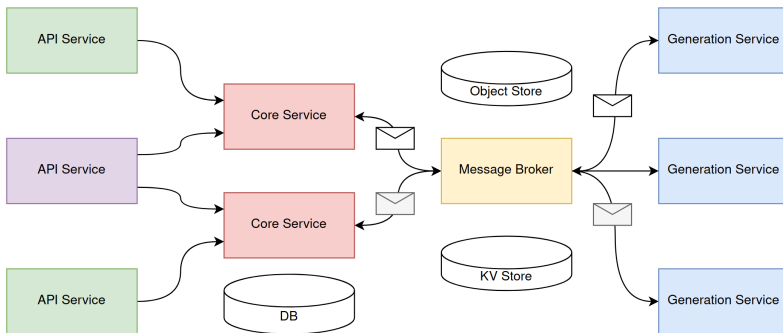 API Service
Generation Service
Object Store
Core Service
API Service
Message Broker
Generation Service
Core Service
KV Store
API Service
DB
Generation Service